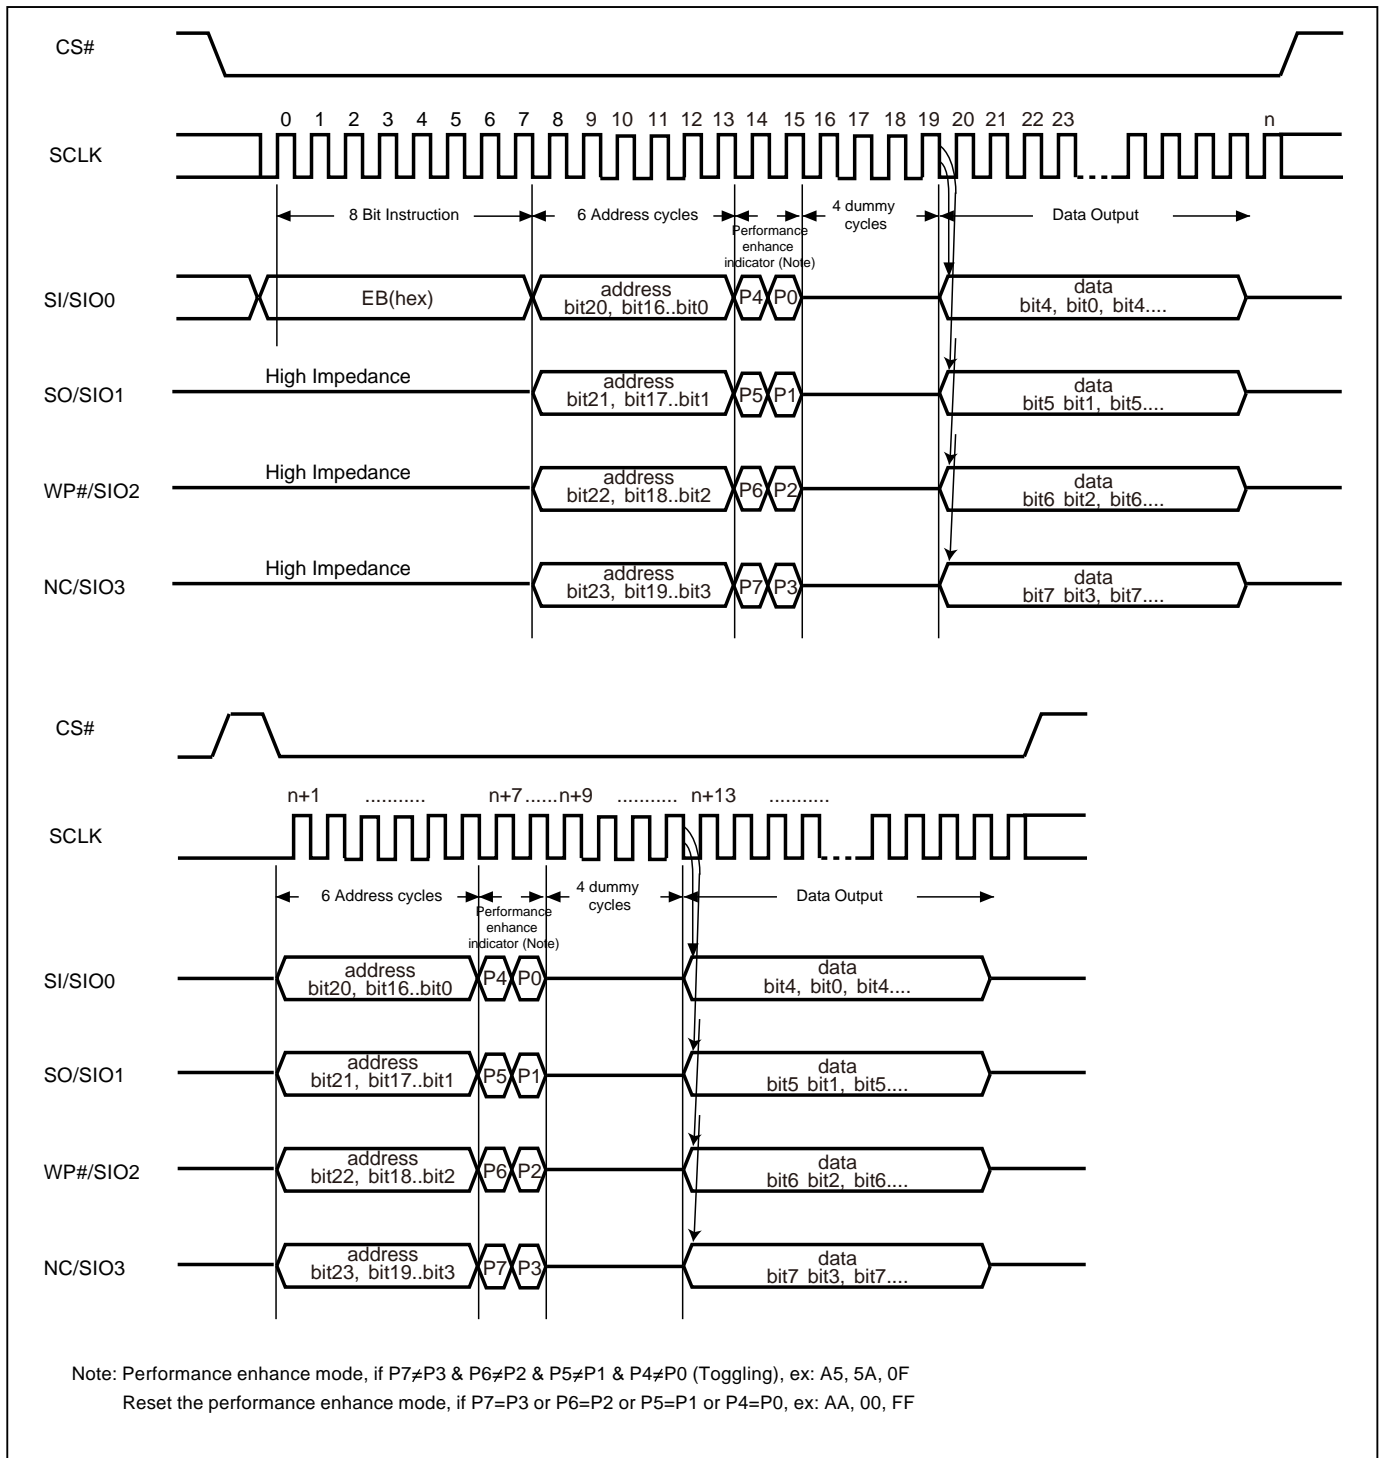 CS#
0 1 2 3 4 5 6 7 8 9 10 11 12 13 14 15 16 17 18 19 20 21 22 23 n
SCLK
8 Bit Instruction
6 Address cycles
Performance
enhance
indicator (Note)
4 dummy
cycles
Data Output
SI/SIO0
EB(hex)
address
bit20, bit16..bit0
P4
P0
data
bit4, bit0, bit4....
SO/SIO1
High Impedance
address
bit21, bit17..bit1
P5
P1
data
bit5 bit1, bit5....
WP#/SIO2
High Impedance
address
bit22, bit18..bit2
P6
P2
data
bit6 bit2, bit6....
NC/SIO3
High Impedance
address
bit23, bit19..bit3
P7
P3
data
bit7 bit3, bit7....
CS#
n+1 ........... n+7......n+9 ........... n+13 ...........
SCLK
6 Address cycles
Performance
enhance
indicator (Note)
4 dummy
cycles
Data Output
SI/SIO0
address
bit20, bit16..bit0
P4
P0
data
bit4, bit0, bit4....
SO/SIO1
address
bit21, bit17..bit1
P5
P1
data
bit5 bit1, bit5....
WP#/SIO2
address
bit22, bit18..bit2
P6
P2
data
bit6 bit2, bit6....
NC/SIO3
address
bit23, bit19..bit3
P7
P3
data
bit7 bit3, bit7....
Note: Performance enhance mode, if P7≠P3 & P6≠P2 & P5≠P1 & P4≠P0 (Toggling), ex: A5, 5A, 0F
Reset the performance enhance mode, if P7=P3 or P6=P2 or P5=P1 or P4=P0, ex: AA, 00, FF